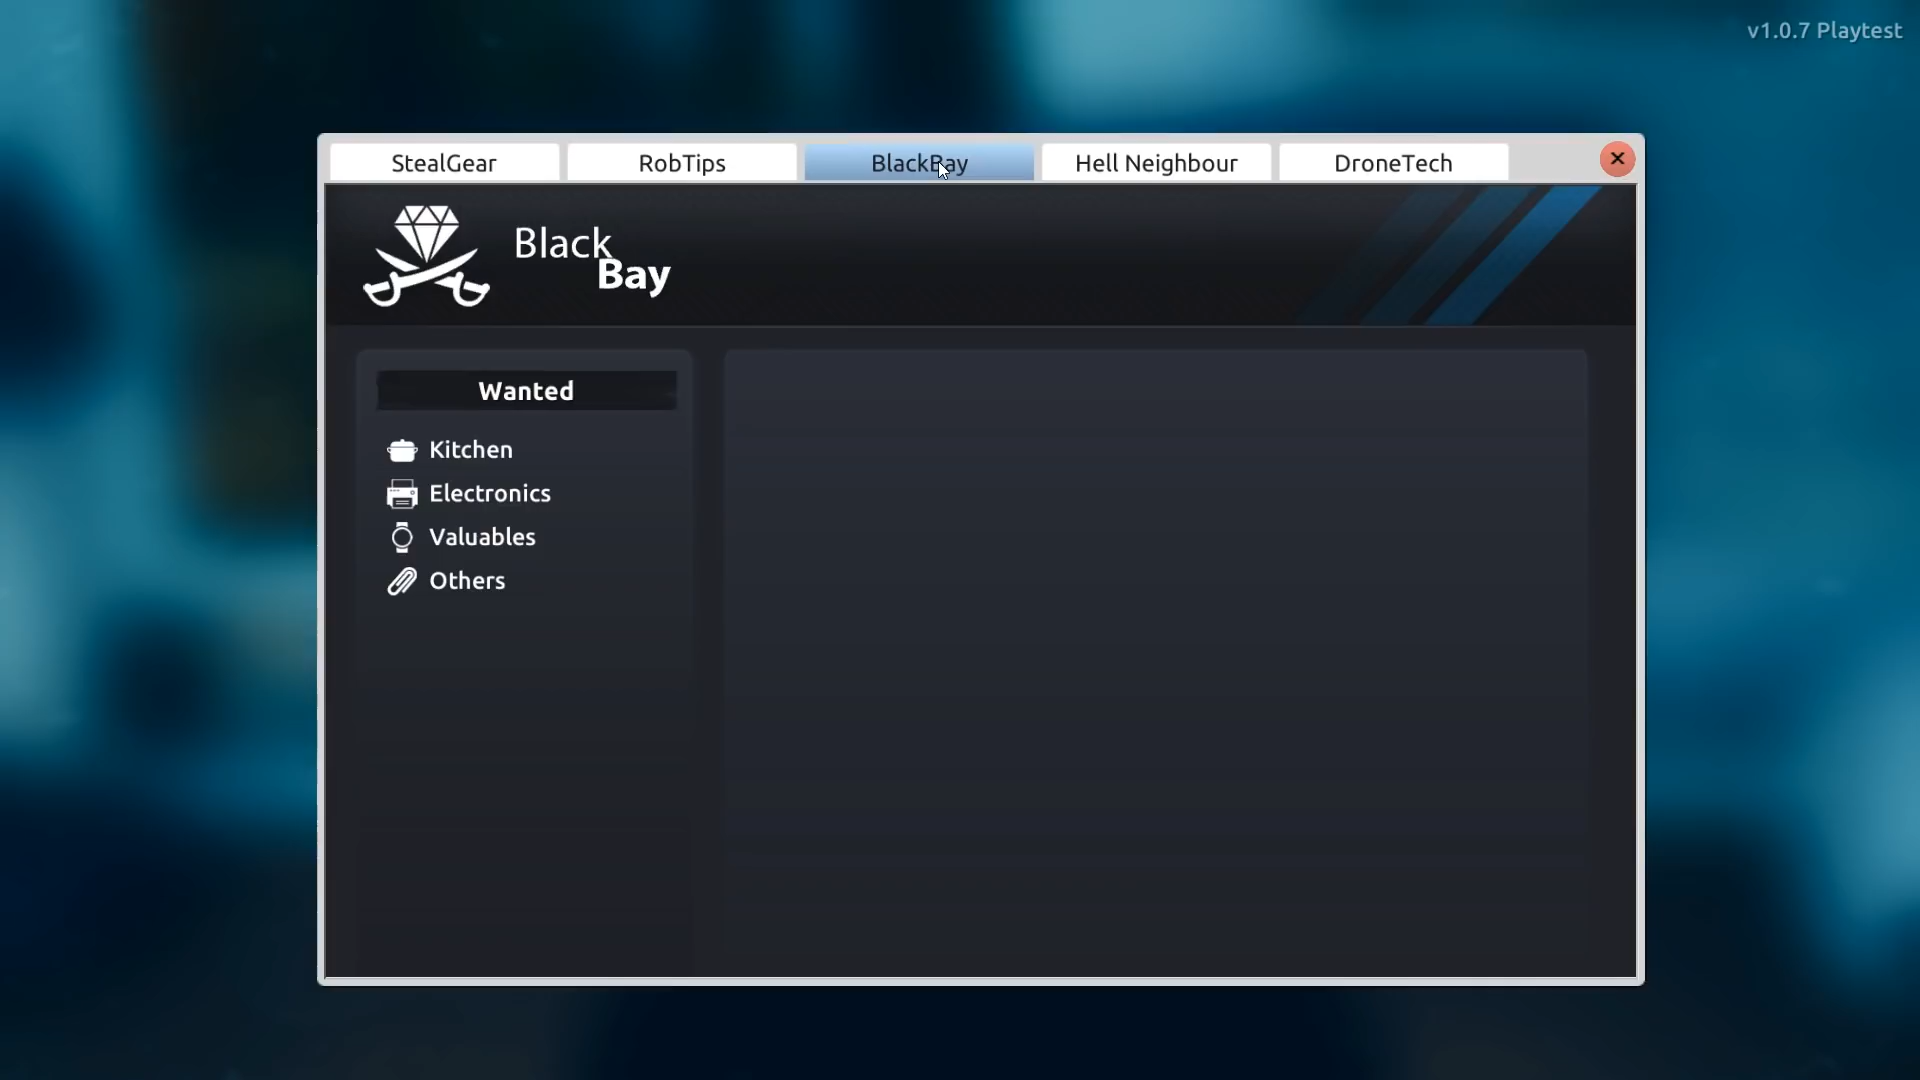 v1.0.7 Playtest
StealGear
RobTips
BlackBay
Hell Neighbour
DroneTech
Black
Bay
Wanted
Kitchen
Electronics
Valuables
Others